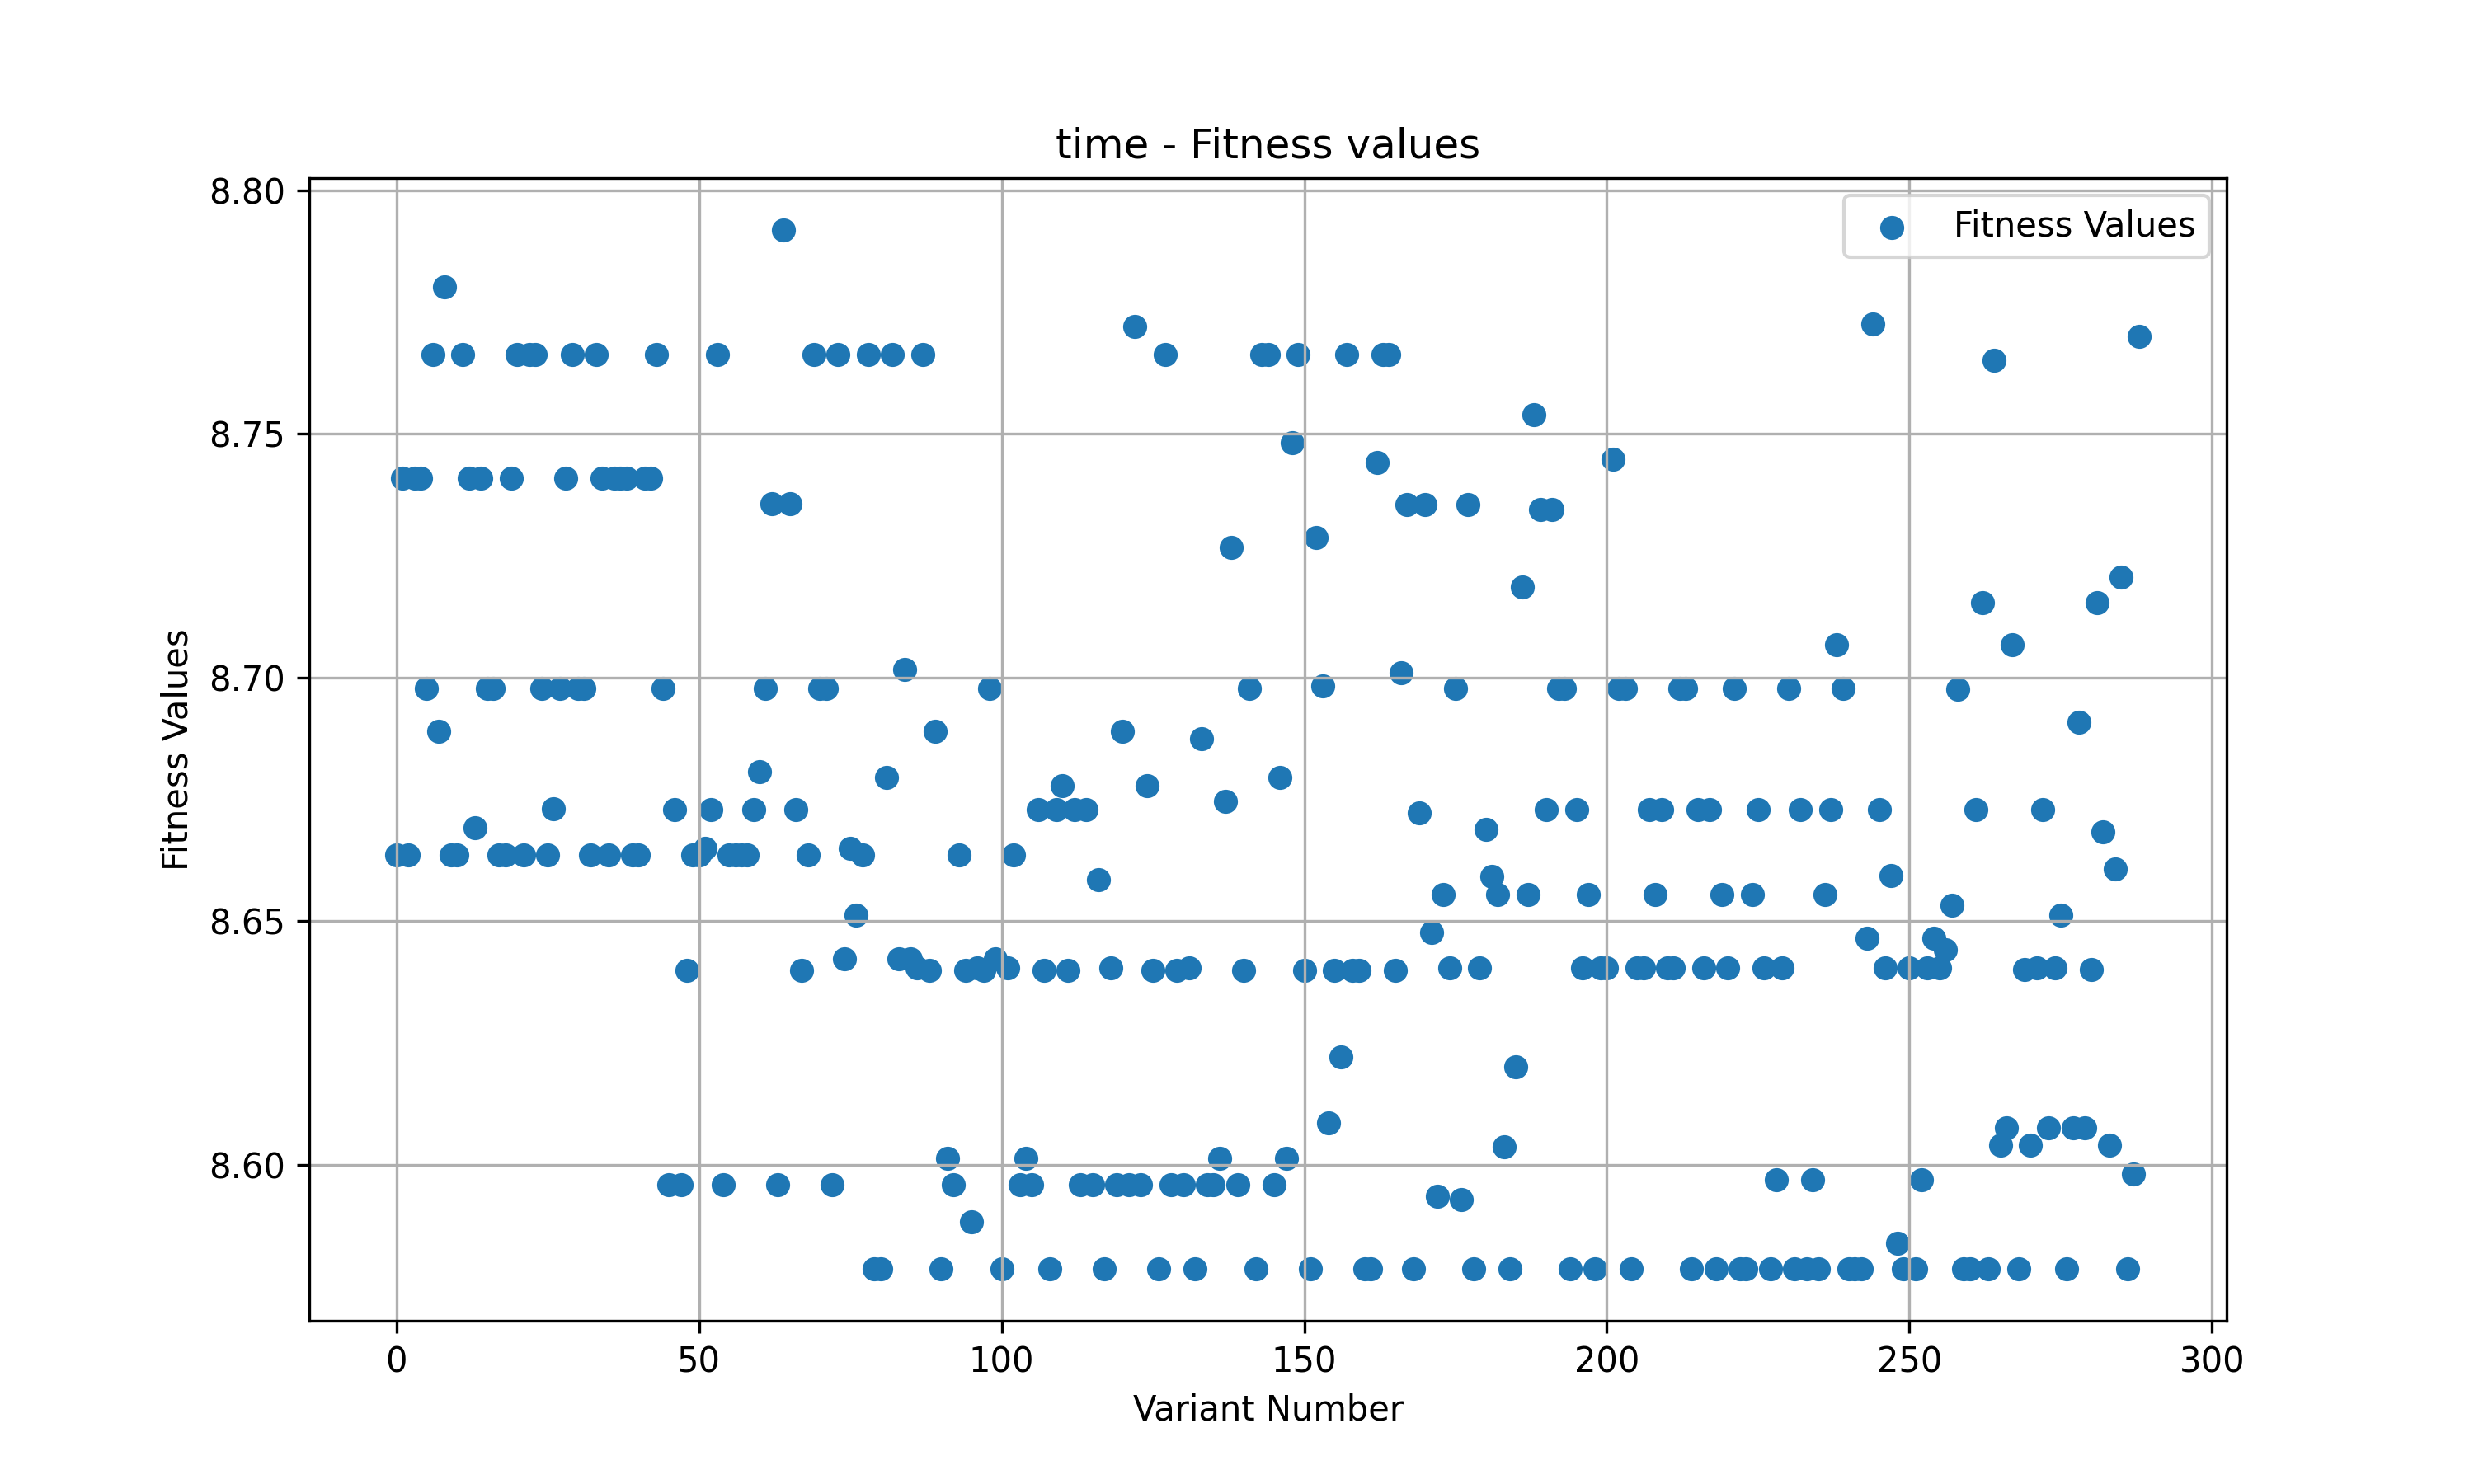 time - Fitness values
Fitness Values
8.80
8.75
8.70
8.65
8.60
Fitness Values
0 50 100 150 200 250 300
Variant Number